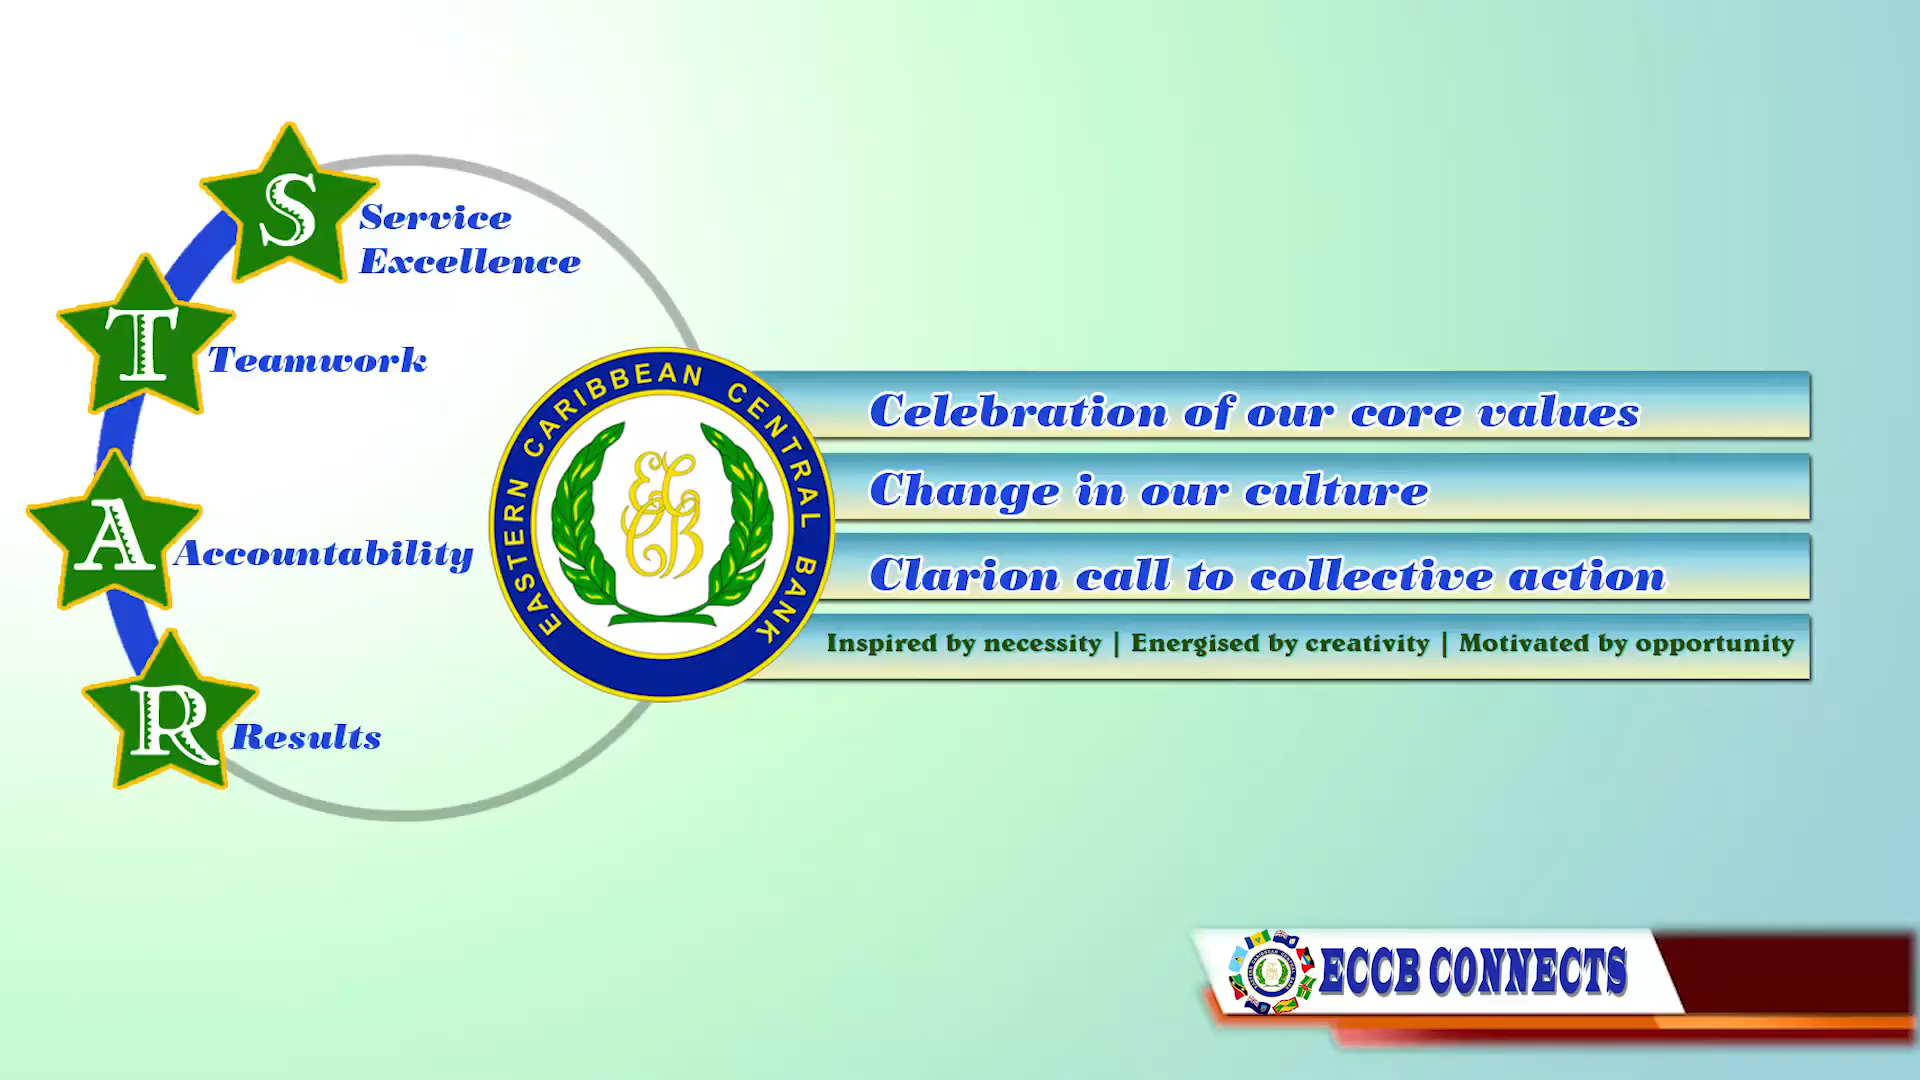 S
Service
Excellence
T
Teamwork
A
Accountability
R
Results
EASTERN CARIBBEAN CENTRAL BANK
ECCB
Celebration of our core values
Change in our culture
Clarion call to collective action
Inspired by necessity | Energised by creativity | Motivated by opportunity
ECCB CONNECTS